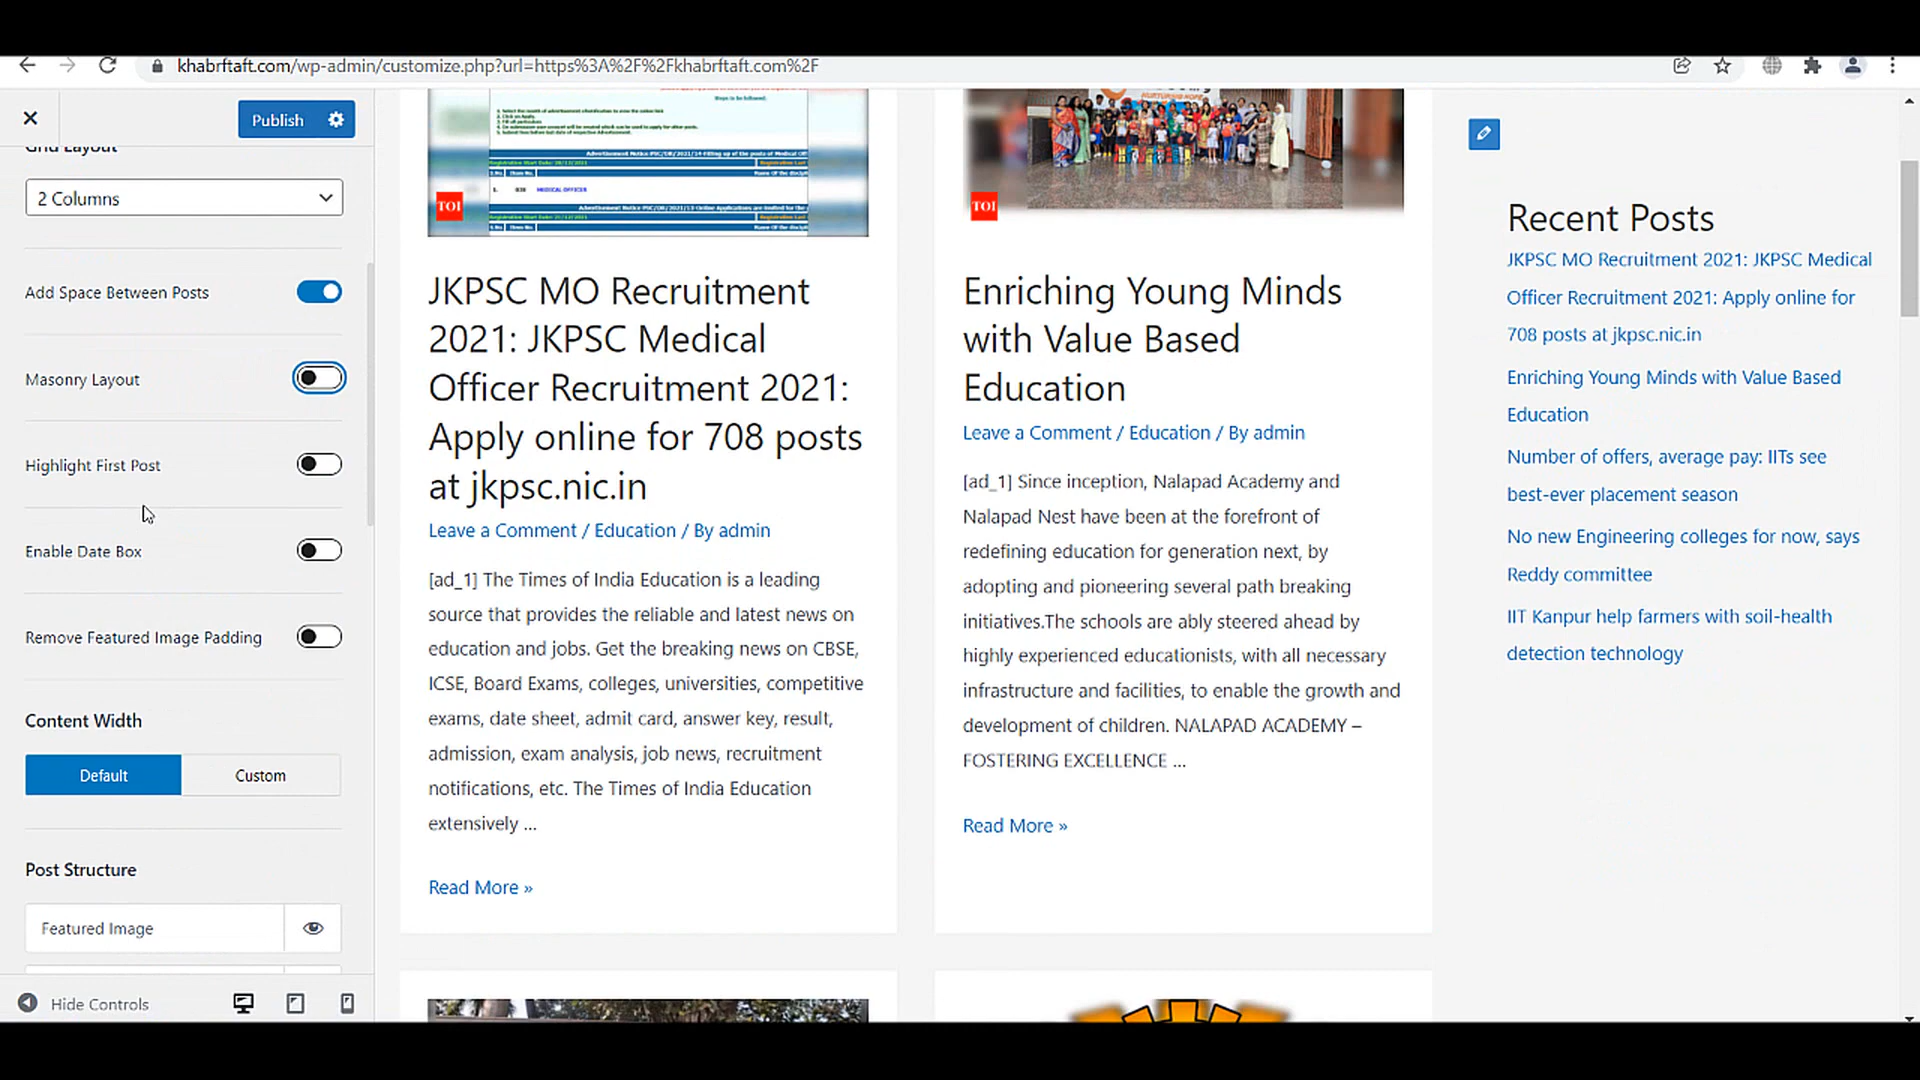 khabrftaft.com/wp-admin/customize.php?url=https%3A%2F%2Fkhabrftaft.com%2F
Publish
Grid Layout
2 Columns
Add Space Between Posts
Masonry Layout
Highlight First Post
Enable Date Box
Remove Featured Image Padding
Content Width
Default
Custom
Post Structure
Featured Image
Hide Controls
MEDICAL OFFICER
TOI
JKPSC MO Recruitment
2021: JKPSC Medical
Officer Recruitment 2021:
Apply online for 708 posts
at jkpsc.nic.in
Leave a Comment / Education / By admin
[ad_1] The Times of India Education is a leading
source that provides the reliable and latest news on
education and jobs. Get the breaking news on CBSE,
ICSE, Board Exams, colleges, universities, competitive
exams, date sheet, admit card, answer key, result,
admission, exam analysis, job news, recruitment
notifications, etc. The Times of India Education
extensively ...
Read More »
NURTURING HOPE
TOI
Enriching Young Minds
with Value Based
Education
Leave a Comment / Education / By admin
[ad_1] Since inception, Nalapad Academy and
Nalapad Nest have been at the forefront of
redefining education for generation next, by
adopting and pioneering several path breaking
initiatives.The schools are ably steered ahead by
highly experienced educationists, with all necessary
infrastructure and facilities, to enable the growth and
development of children. NALAPAD ACADEMY –
FOSTERING EXCELLENCE ...
Read More »
Recent Posts
JKPSC MO Recruitment 2021: JKPSC Medical
Officer Recruitment 2021: Apply online for
708 posts at jkpsc.nic.in
Enriching Young Minds with Value Based
Education
Number of offers, average pay: IITs see
best-ever placement season
No new Engineering colleges for now, says
Reddy committee
IIT Kanpur help farmers with soil-health
detection technology